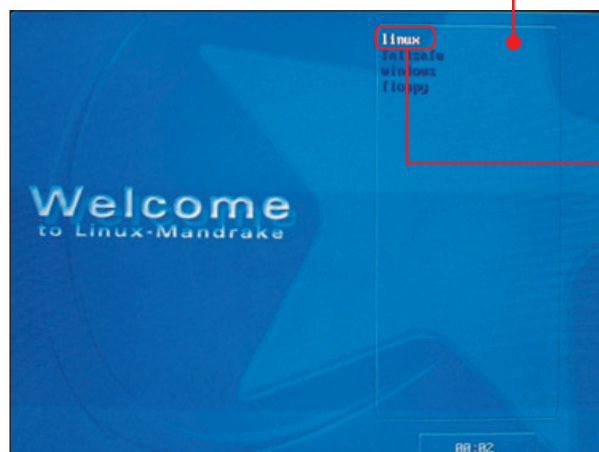 Welcome
to Linux-Mandrake
linux
failsafe
windows
floppy
00:02